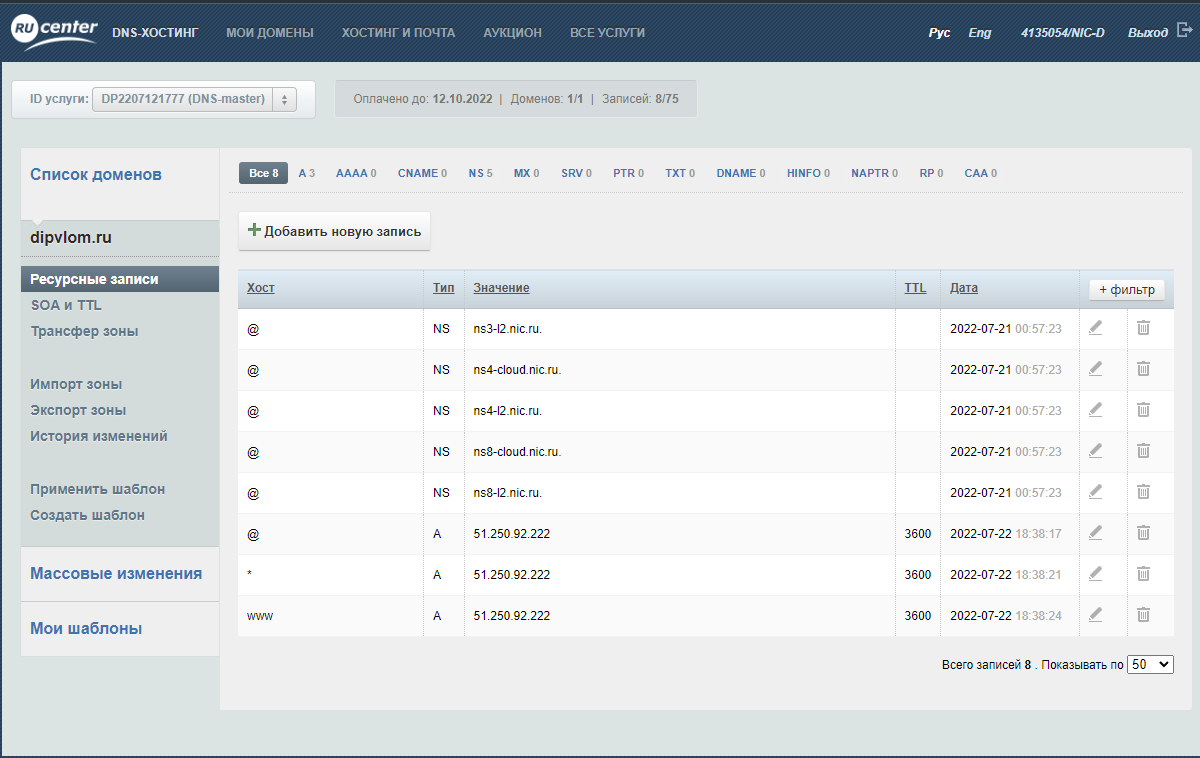 RU center DNS-ХОСТИНГ МОИ ДОМЕНЫ ХОСТИНГ И ПОЧТА АУКЦИОН ВСЕ УСЛУГИ Рус Eng 4135054/NIC-D Выход
ID услуги: DP2207121777 (DNS-master) Оплачено до: 12.10.2022 | Доменов: 1/1 | Записей: 8/75
Список доменов
dipvlom.ru
Ресурсные записи
SOA и TTL
Трансфер зоны
Импорт зоны
Экспорт зоны
История изменений
Применить шаблон
Создать шаблон
Массовые изменения
Мои шаблоны
Все 8 A 3 AAAA 0 CNAME 0 NS 5 MX 0 SRV 0 PTR 0 TXT 0 DNAME 0 HINFO 0 NAPTR 0 RP 0 CAA 0
+ Добавить новую запись
Хост Тип Значение TTL Дата + фильтр
@ NS ns3-l2.nic.ru. 2022-07-21 00:57:23
@ NS ns4-cloud.nic.ru. 2022-07-21 00:57:23
@ NS ns4-l2.nic.ru. 2022-07-21 00:57:23
@ NS ns8-cloud.nic.ru. 2022-07-21 00:57:23
@ NS ns8-l2.nic.ru. 2022-07-21 00:57:23
@ A 51.250.92.222 3600 2022-07-22 18:38:17
* A 51.250.92.222 3600 2022-07-22 18:38:21
www A 51.250.92.222 3600 2022-07-22 18:38:24
Всего записей 8 . Показывать по 50